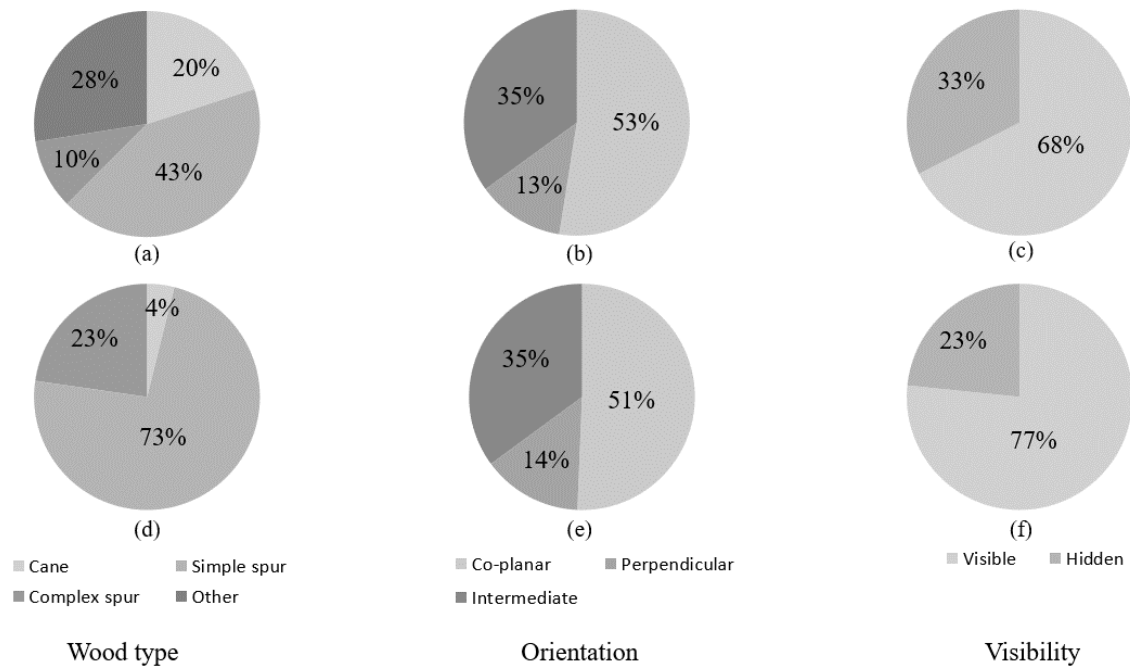 28%
20%
10%
43%
(a)
35%
53%
13%
(b)
33%
68%
(c)
4%
23%
73%
(d)
35%
51%
14%
(e)
23%
77%
(f)
Cane
Simple spur
Complex spur
Other
Co-planar
Perpendicular
Intermediate
Visible
Hidden
Wood type
Orientation
Visibility